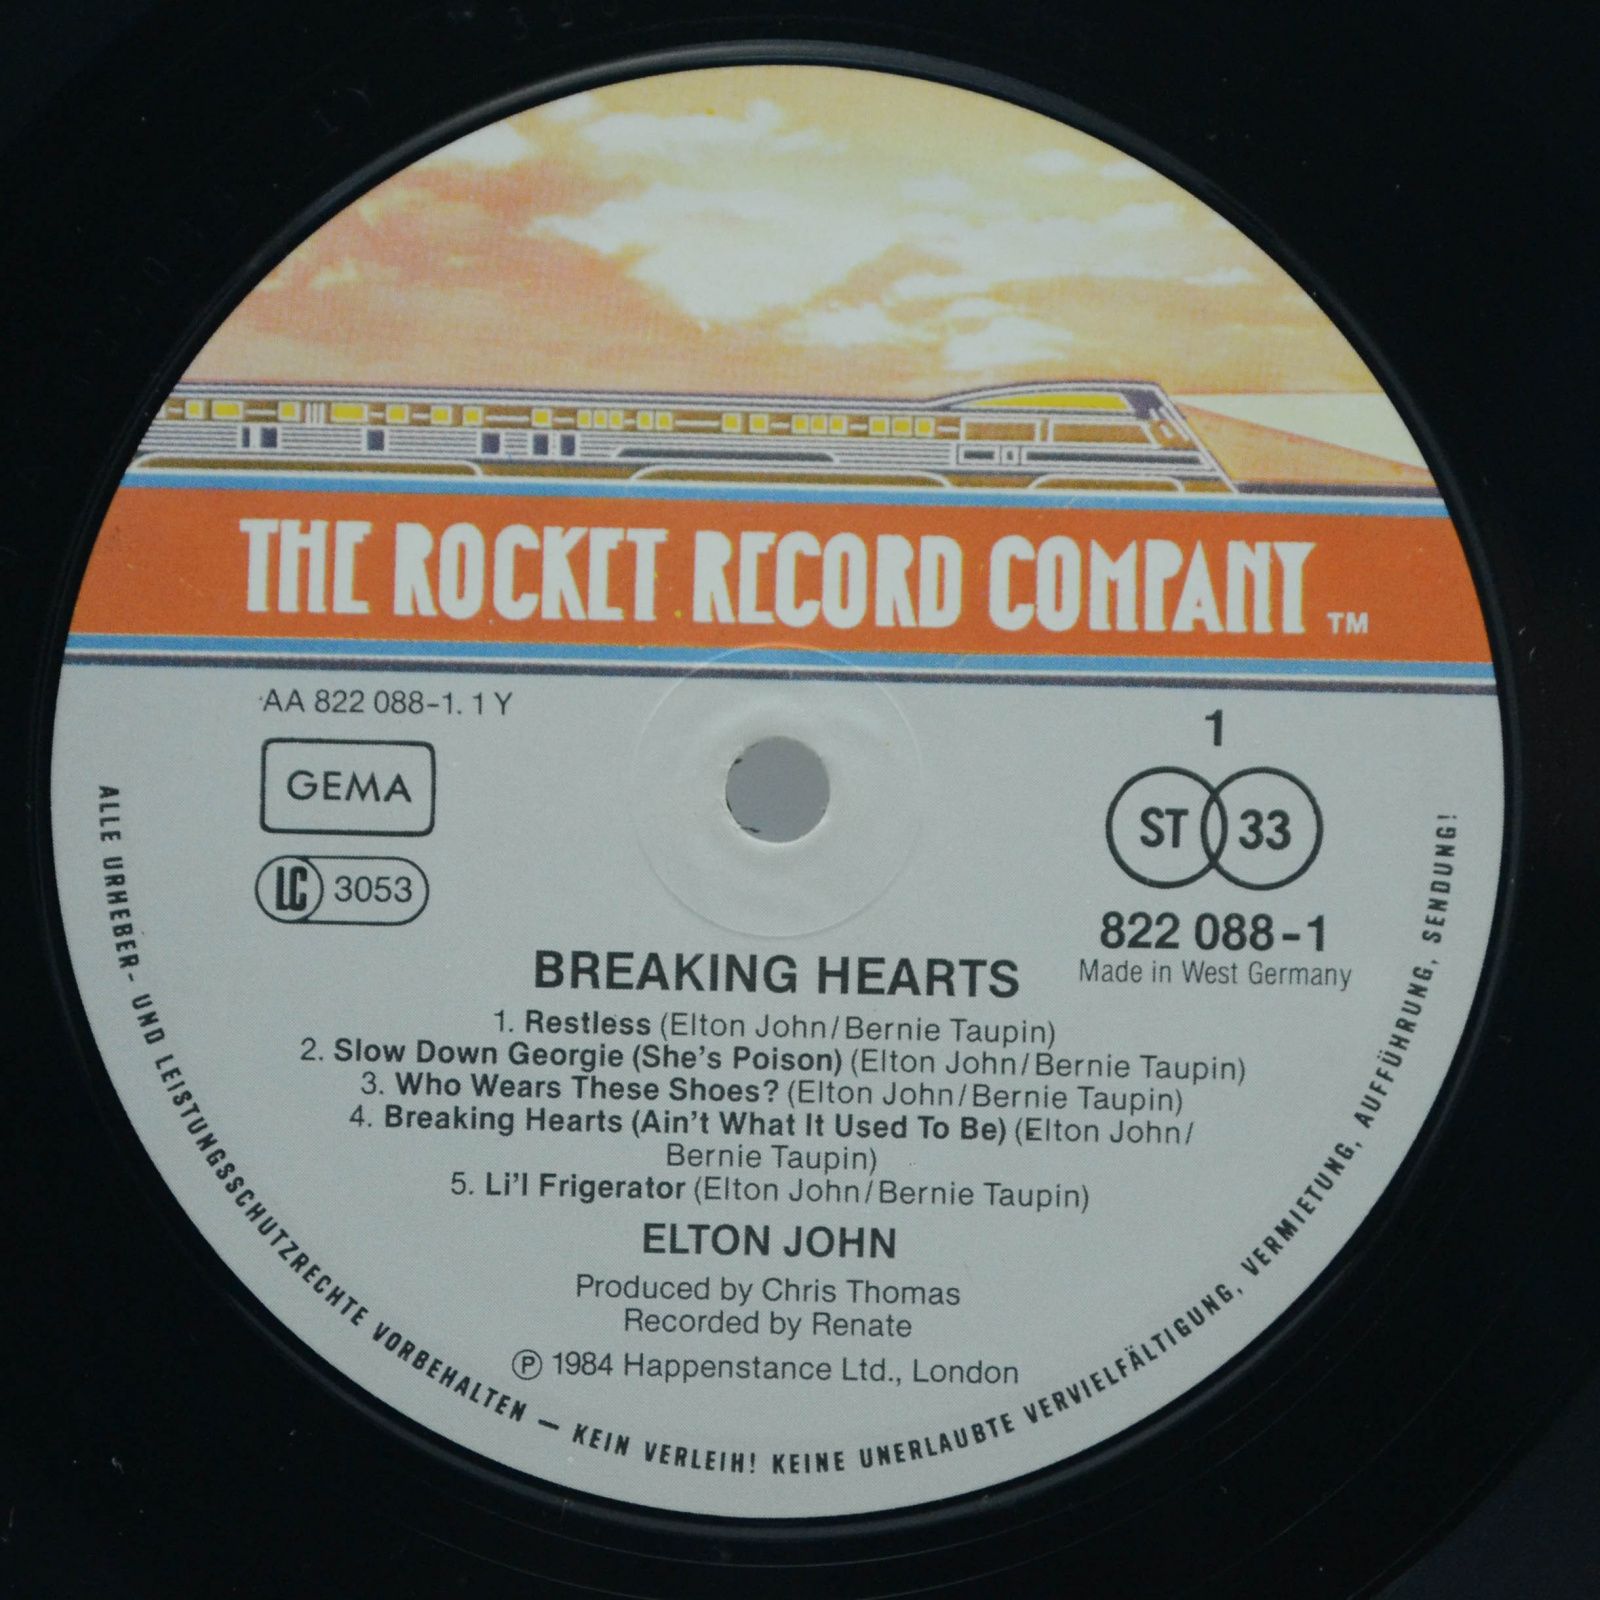 THE ROCKET RECORD COMPANY TM
AA 822 088-1. 1 Y
1
GEMA
ST 33
LC 3053
822 088-1
Made in West Germany
BREAKING HEARTS
1. Restless (Elton John/Bernie Taupin)
2. Slow Down Georgie (She's Poison) (Elton John/Bernie Taupin)
3. Who Wears These Shoes? (Elton John/Bernie Taupin)
4. Breaking Hearts (Ain't What It Used To Be) (Elton John/
Bernie Taupin)
5. Li'l Frigerator (Elton John/Bernie Taupin)
ELTON JOHN
Produced by Chris Thomas
Recorded by Renate
℗ 1984 Happenstance Ltd., London
ALLE URHEBER- UND LEISTUNGSSCHUTZRECHTE VORBEHALTEN — KEIN VERLEIH! KEINE UNERLAUBTE VERVIELFÄLTIGUNG, VERMIETUNG, AUFFÜHRUNG, SENDUNG!